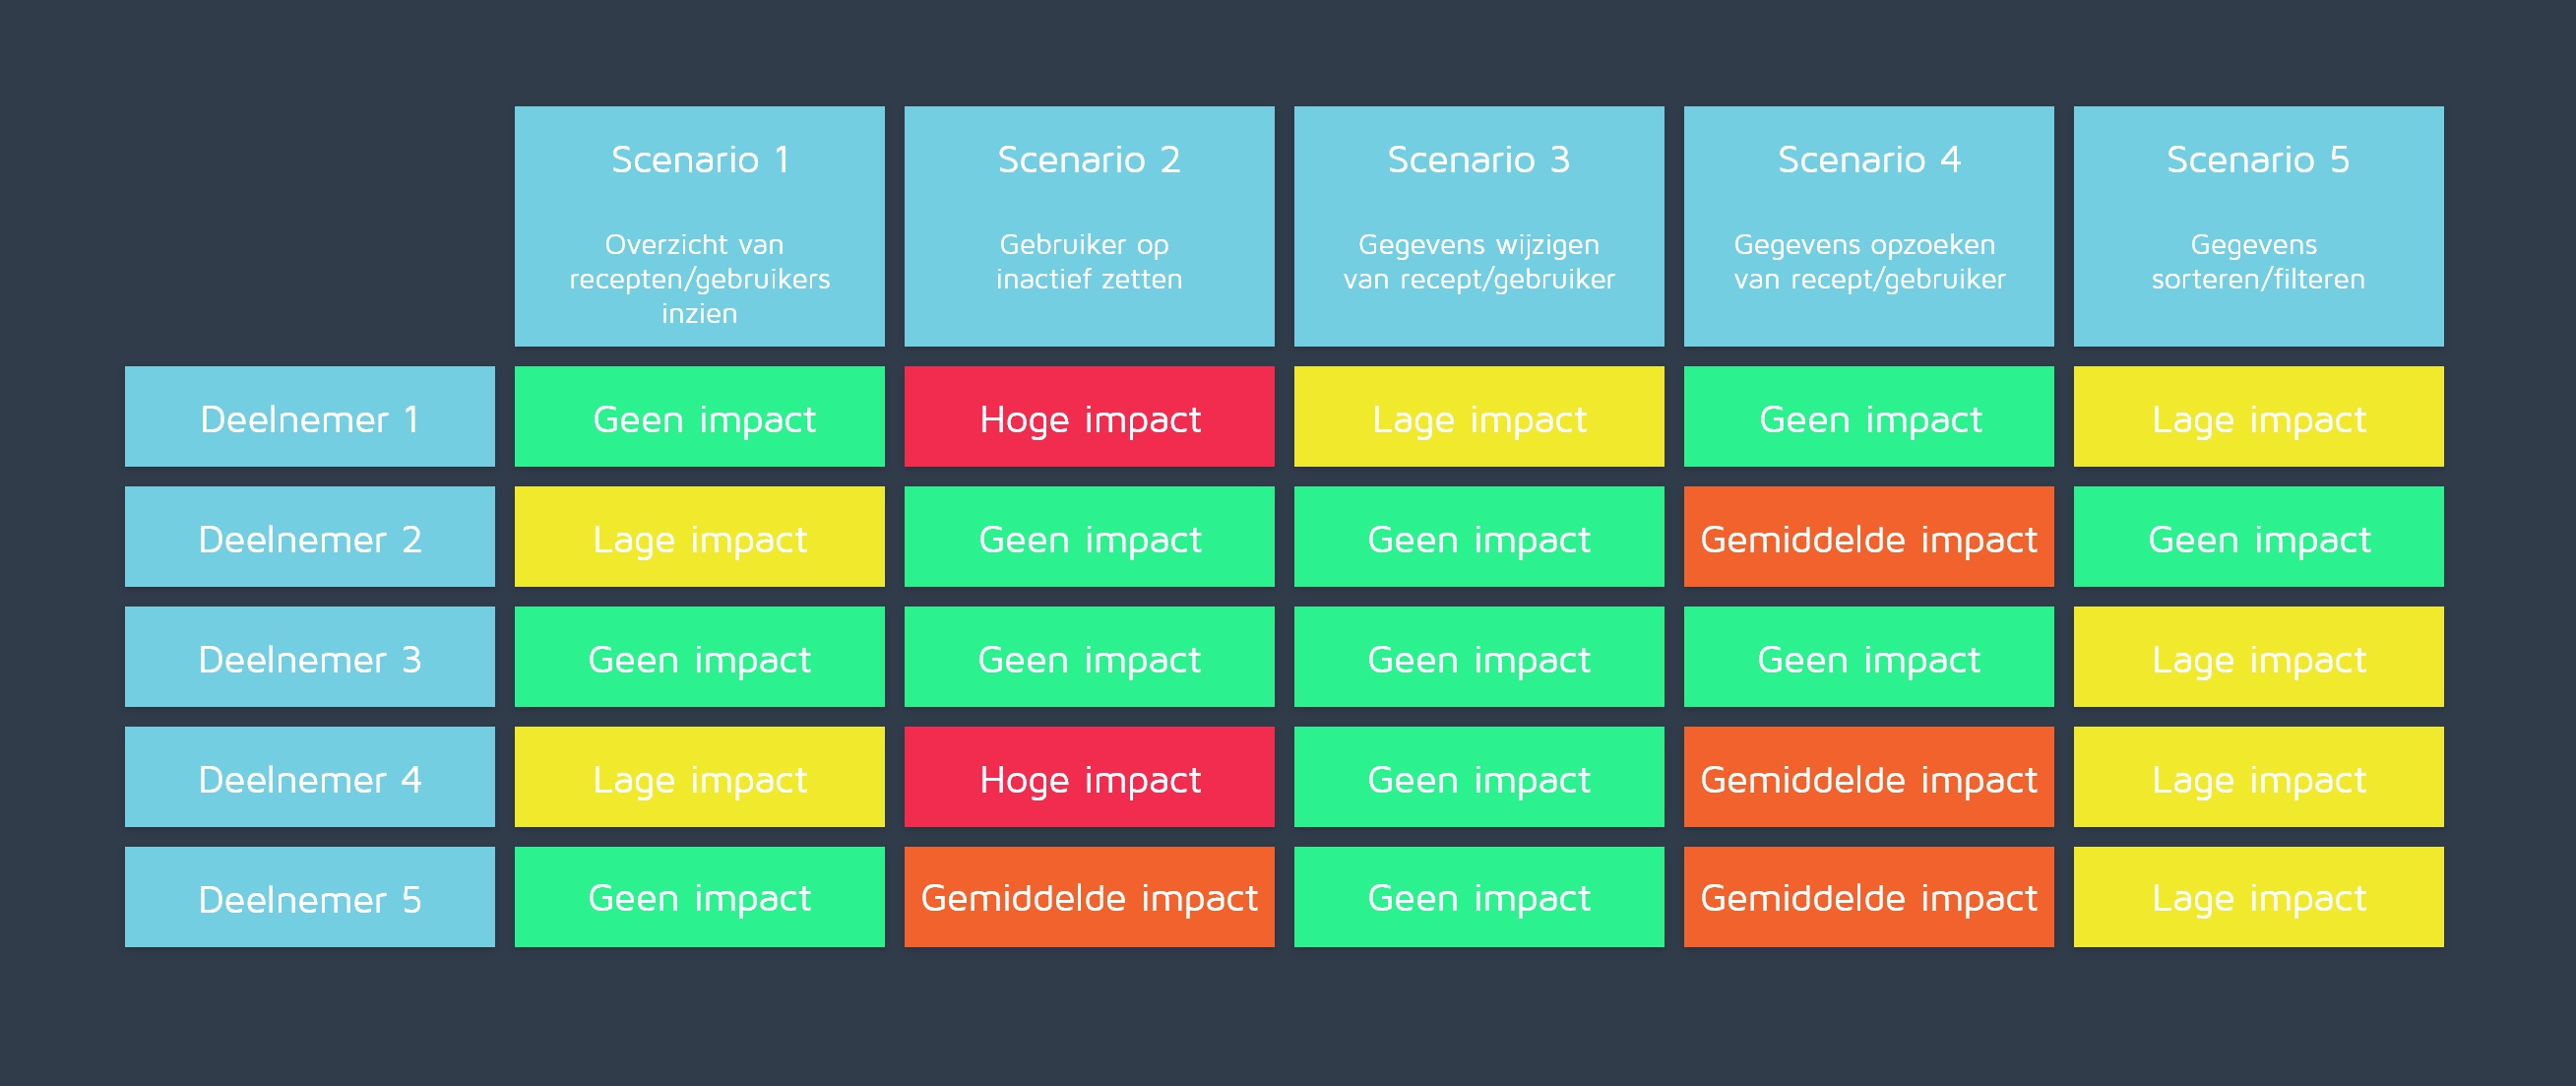 Scenario 1
Overzicht van
recepten/gebruikers
inzien
Scenario 2
Gebruiker op
inactief zetten
Scenario 3
Gegevens wijzigen
van recept/gebruiker
Scenario 4
Gegevens opzoeken
van recept/gebruiker
Scenario 5
Gegevens
sorteren/filteren
Deelnemer 1
Geen impact
Hoge impact
Lage impact
Geen impact
Lage impact
Deelnemer 2
Lage impact
Geen impact
Geen impact
Gemiddelde impact
Geen impact
Deelnemer 3
Geen impact
Geen impact
Geen impact
Geen impact
Lage impact
Deelnemer 4
Lage impact
Hoge impact
Geen impact
Gemiddelde impact
Lage impact
Deelnemer 5
Geen impact
Gemiddelde impact
Geen impact
Gemiddelde impact
Lage impact